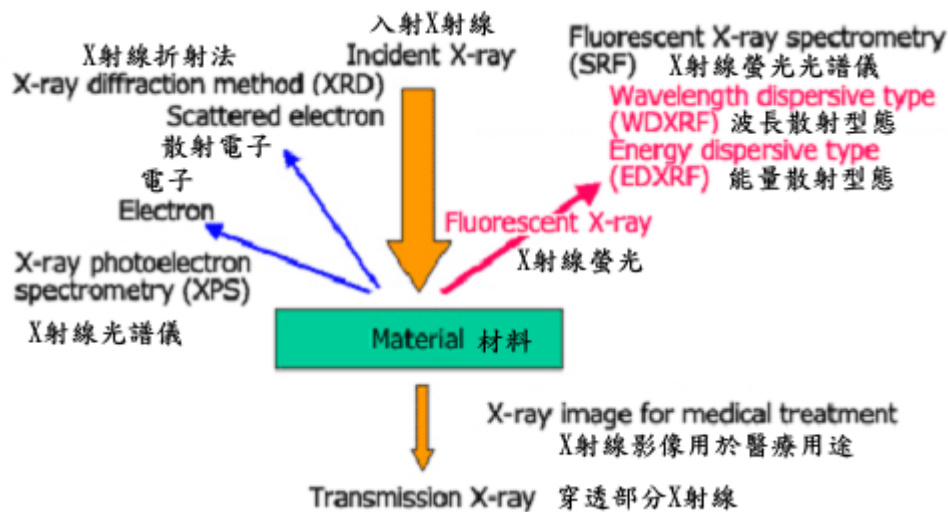 入射X射線
Incident X-ray
X射線折射法
X-ray diffraction method (XRD)
Scattered electron
散射電子
電子
Electron
X-ray photoelectron
spectrometry (XPS)
X射線光譜儀
Fluorescent X-ray spectrometry
(SRF) X射線螢光光譜儀
Wavelength dispersive type
(WDXRF) 波長散射型態
Energy dispersive type
(EDXRF) 能量散射型態
Fluorescent X-ray
X射線螢光
Material 材料
X-ray image for medical treatment
X射線影像用於醫療用途
Transmission X-ray 穿透部分X射線